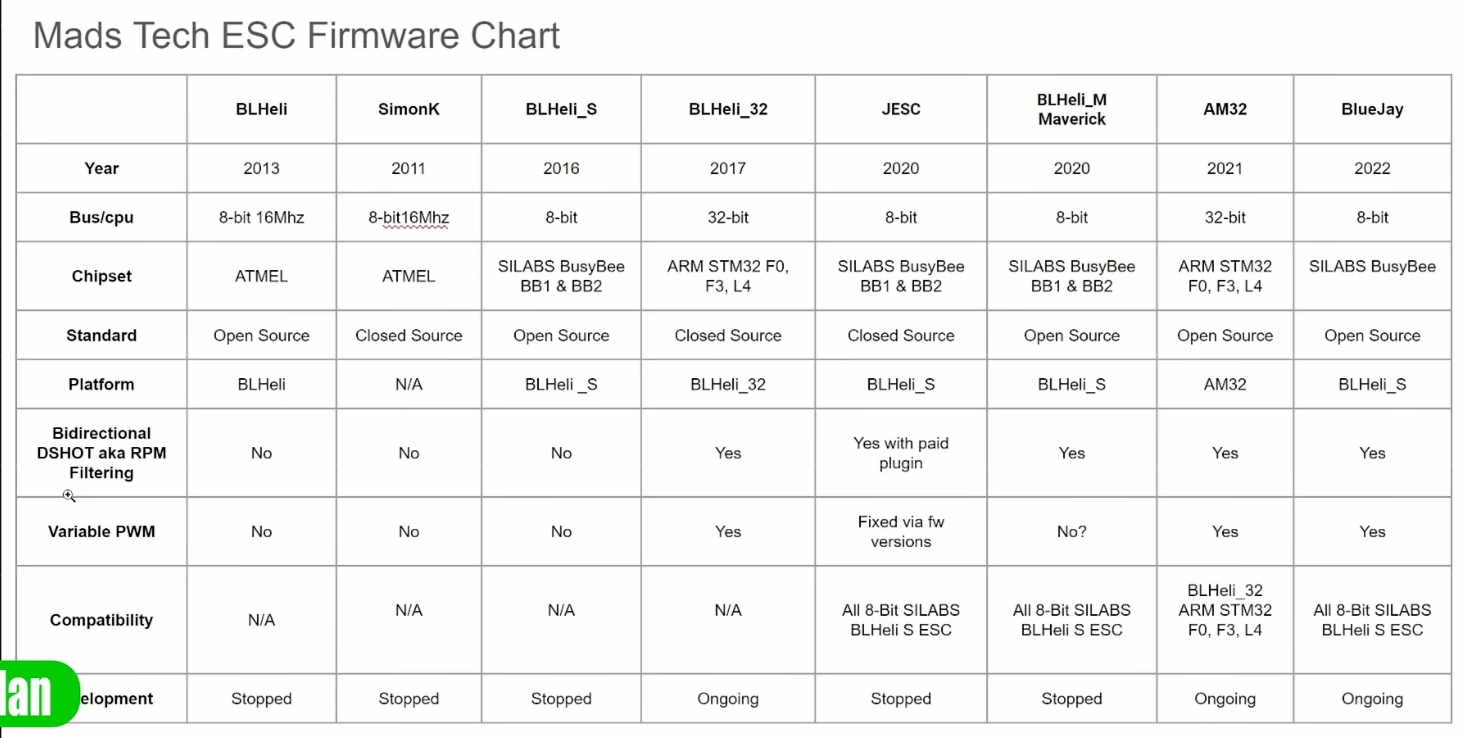 Mads Tech ESC Firmware Chart
BLHeli SimonK BLHeli_S BLHeli_32 JESC BLHeli_M Maverick AM32 BlueJay
Year 2013 2011 2016 2017 2020 2020 2021 2022
Bus/cpu 8-bit 16Mhz 8-bit16Mhz 8-bit 32-bit 8-bit 8-bit 32-bit 8-bit
Chipset ATMEL ATMEL SILABS BusyBee BB1 & BB2 ARM STM32 F0, F3, L4 SILABS BusyBee BB1 & BB2 SILABS BusyBee BB1 & BB2 ARM STM32 F0, F3, L4 SILABS BusyBee
Standard Open Source Closed Source Open Source Closed Source Closed Source Open Source Open Source Open Source
Platform BLHeli N/A BLHeli _S BLHeli_32 BLHeli_S BLHeli_S AM32 BLHeli_S
Bidirectional DSHOT aka RPM Filtering No No No Yes Yes with paid plugin Yes Yes Yes
Variable PWM No No No Yes Fixed via fw versions No? Yes Yes
Compatibility N/A N/A N/A N/A All 8-Bit SILABS BLHeli S ESC All 8-Bit SILABS BLHeli S ESC BLHeli_32 ARM STM32 F0, F3, L4 All 8-Bit SILABS BLHeli S ESC
elopment Stopped Stopped Stopped Ongoing Stopped Stopped Ongoing Ongoing